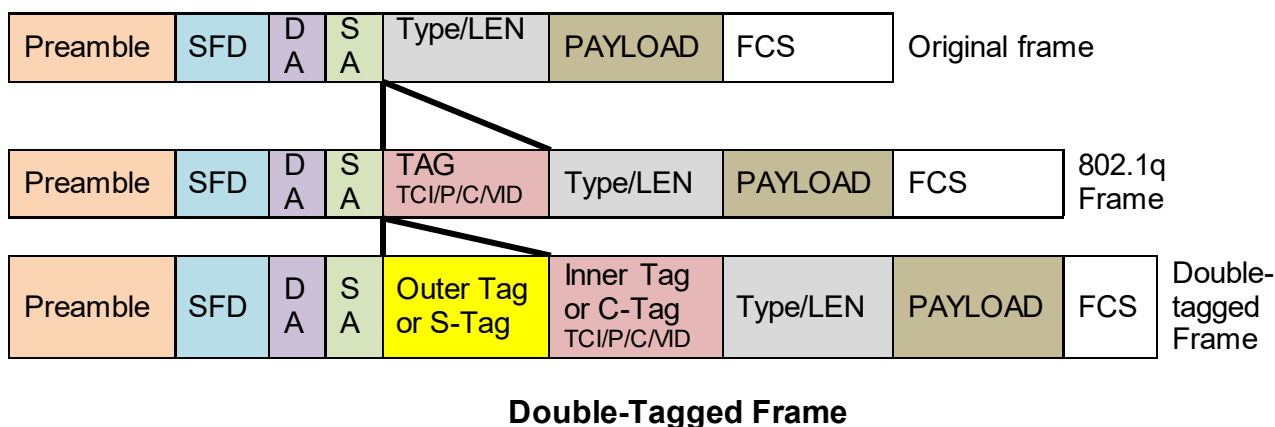 Preamble SFD D A S A Type/LEN PAYLOAD FCS Original frame
Preamble SFD D A S A TAG TCI/P/C/VID Type/LEN PAYLOAD FCS 802.1q Frame
Preamble SFD D A S A Outer Tag or S-Tag Inner Tag or C-Tag TCI/P/C/VID Type/LEN PAYLOAD FCS Double-tagged Frame
Double-Tagged Frame